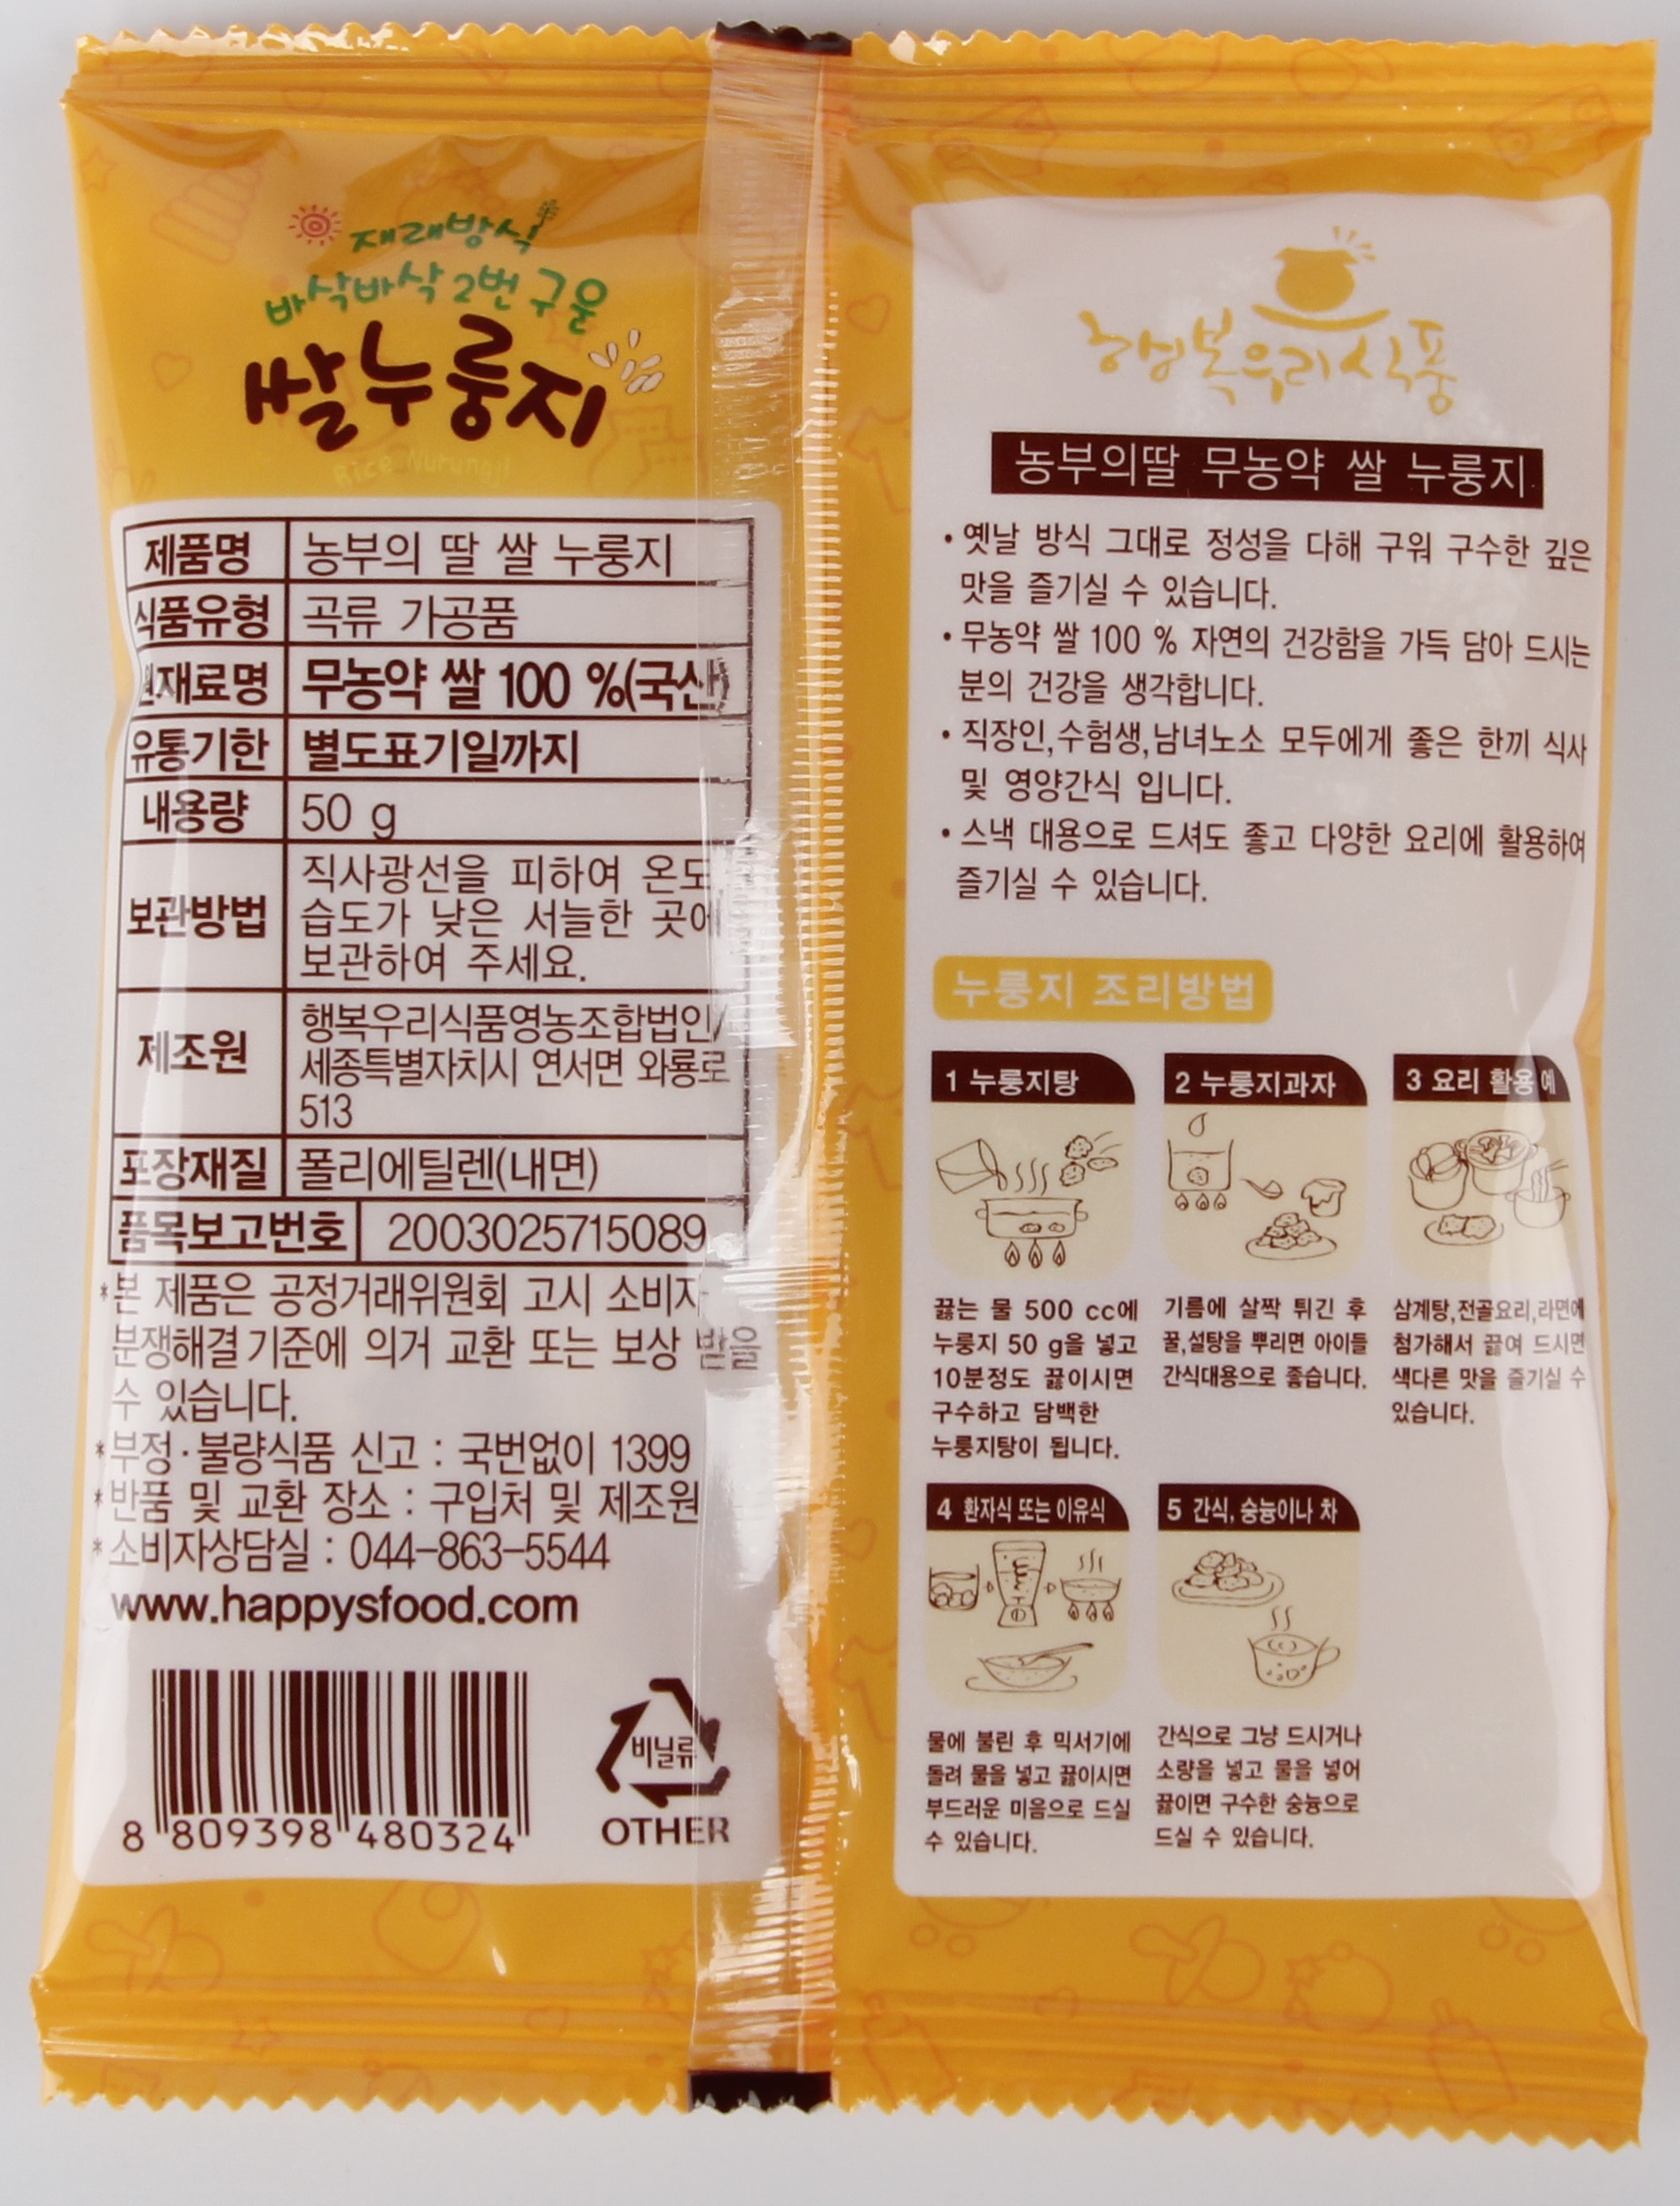 재래방식
바삭바삭 2번 구운
쌀누룽지
Rice Nurungji
제품명 농부의 딸 쌀 누룽지
식품유형 곡류 가공품
원재료명 무농약 쌀 100 %(국산)
유통기한 별도표기일까지
내용량 50 g
보관방법 직사광선을 피하여 온도
습도가 낮은 서늘한 곳에
보관하여 주세요.
제조원 행복우리식품영농조합법인/
세종특별자치시 연서면 와룡로
513
포장재질 폴리에틸렌(내면)
품목보고번호 2003025715089
*본 제품은 공정거래위원회 고시 소비자
분쟁해결 기준에 의거 교환 또는 보상 받을
수 있습니다.
*부정·불량식품 신고 : 국번없이 1399
*반품 및 교환 장소 : 구입처 및 제조원
*소비자상담실 : 044-863-5544
www.happysfood.com
8 809398 480324
비닐류
OTHER
행복우리식품
농부의딸 무농약 쌀 누룽지
• 옛날 방식 그대로 정성을 다해 구워 구수한 깊은
맛을 즐기실 수 있습니다.
• 무농약 쌀 100 % 자연의 건강함을 가득 담아 드시는
분의 건강을 생각합니다.
• 직장인,수험생,남녀노소 모두에게 좋은 한끼 식사
및 영양간식 입니다.
• 스낵 대용으로 드셔도 좋고 다양한 요리에 활용하여
즐기실 수 있습니다.
누룽지 조리방법
1 누룽지탕
끓는 물 500 cc에
누룽지 50 g을 넣고
10분정도 끓이시면
구수하고 담백한
누룽지탕이 됩니다.
2 누룽지과자
기름에 살짝 튀긴 후
꿀,설탕을 뿌리면 아이들
간식대용으로 좋습니다.
3 요리 활용 예
삼계탕,전골요리,라면에
첨가해서 끓여 드시면
색다른 맛을 즐기실 수
있습니다.
4 환자식 또는 이유식
물에 불린 후 믹서기에
돌려 물을 넣고 끓이시면
부드러운 미음으로 드실
수 있습니다.
5 간식, 숭늉이나 차
간식으로 그냥 드시거나
소량을 넣고 물을 넣어
끓이면 구수한 숭늉으로
드실 수 있습니다.